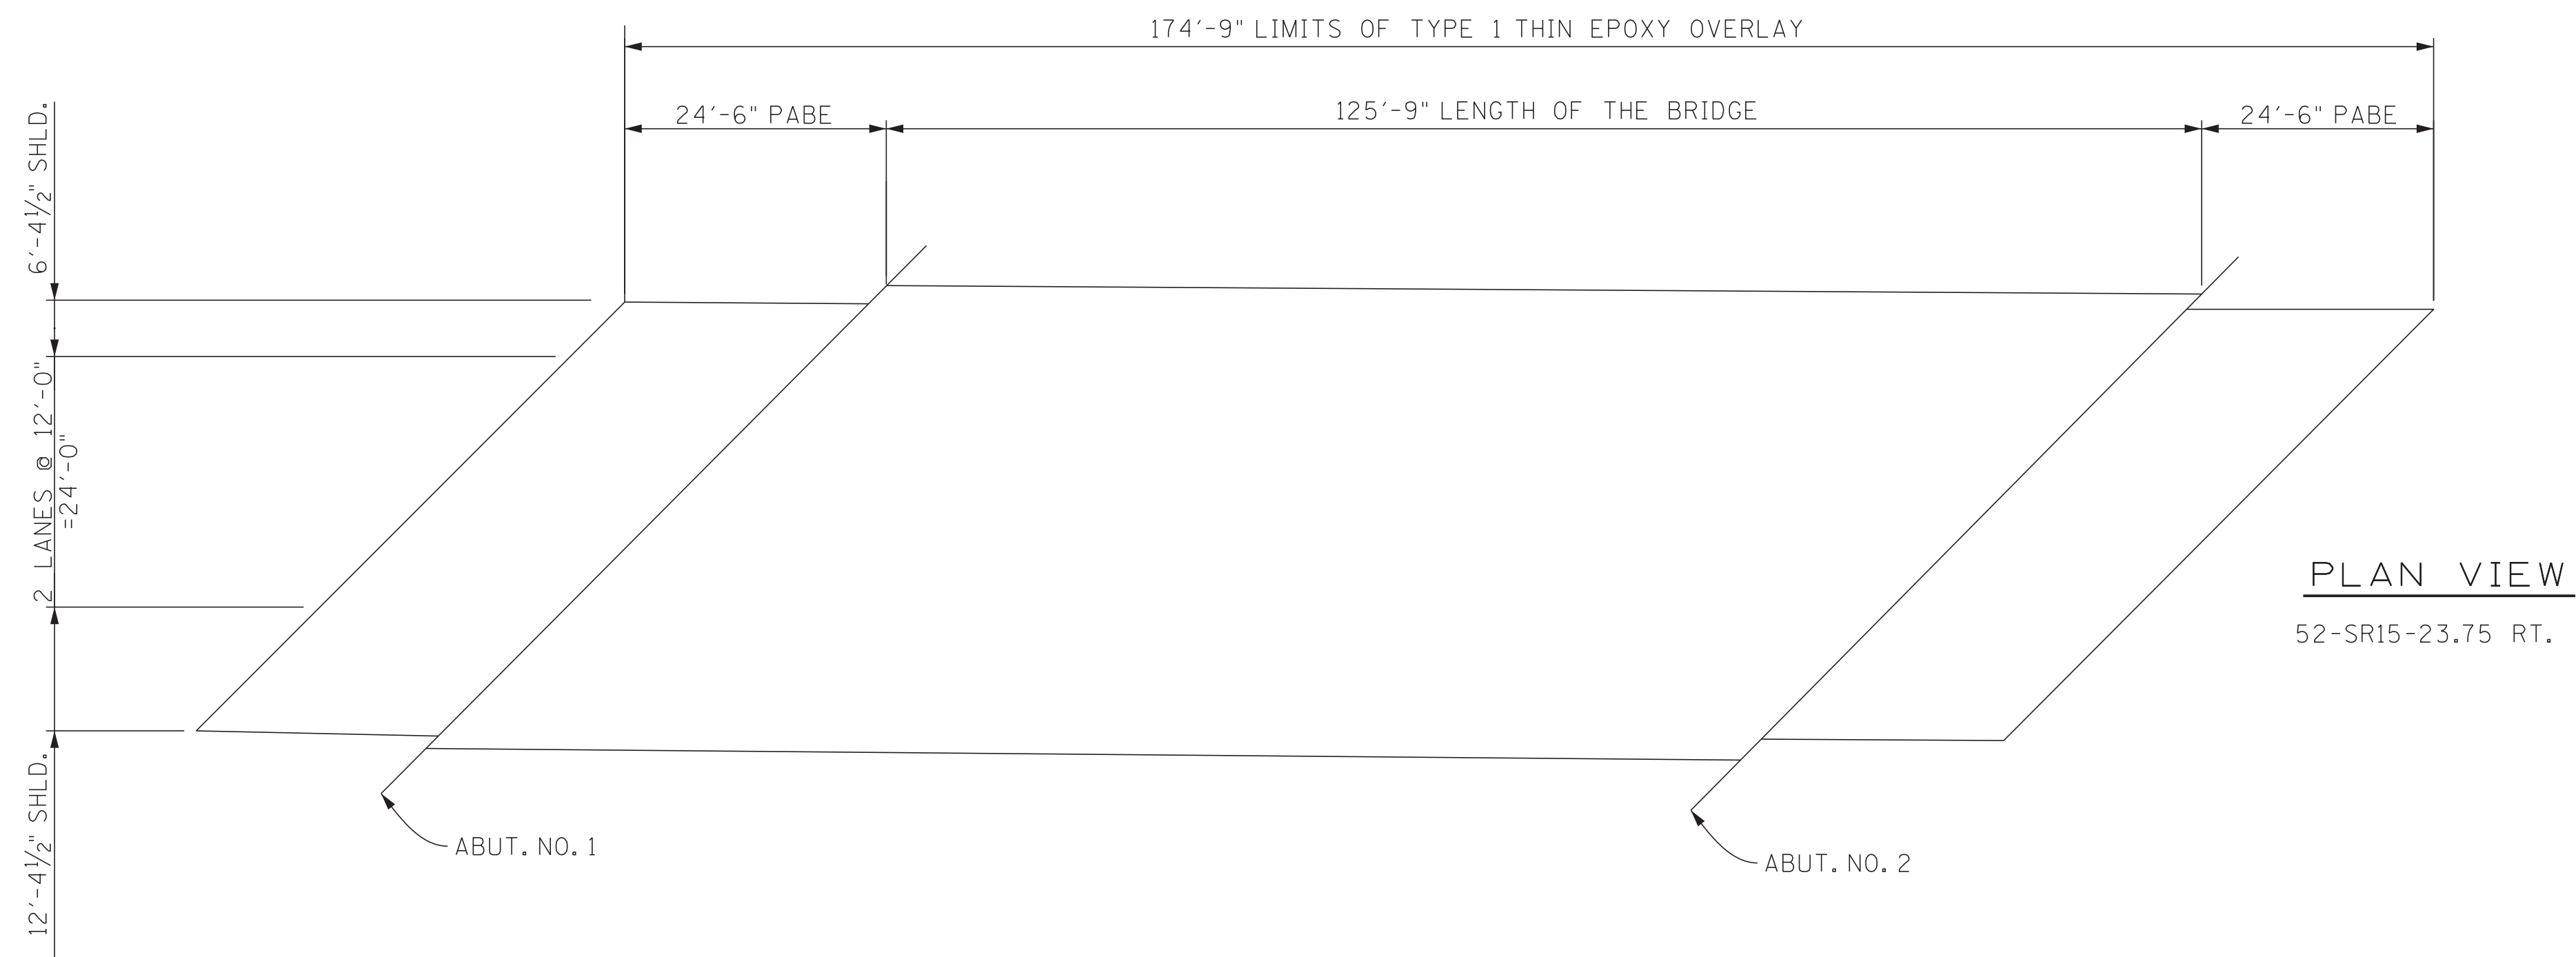 174′-9" LIMITS OF TYPE 1 THIN EPOXY OVERLAY
24′-6" PABE
125′-9" LENGTH OF THE BRIDGE
24′-6" PABE
6′-4½" SHLD.
2 LANES @ 12′-0"
=24′-0"
12′-4½" SHLD.
PLAN VIEW
52-SR15-23.75 RT.
ABUT. NO. 1
ABUT. NO. 2